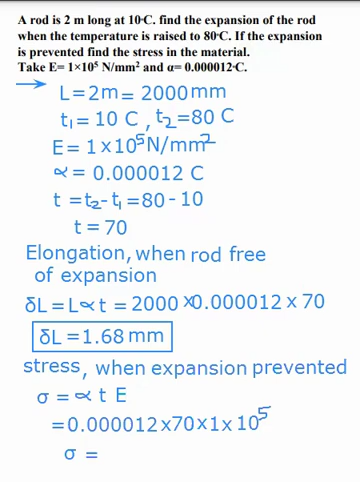 A rod is 2 m long at 10◦C. find the expansion of the rod
when the temperature is raised to 80◦C. If the expansion
is prevented find the stress in the material.
Take E= 1×10⁵ N/mm² and α= 0.000012◦C.
→ L=2m= 2000mm
t₁= 10 C , t₂=80 C
E= 1x10⁵N/mm²
∝= 0.000012 C
t =t₂-t₁=80-10
t=70
Elongation, when rod free
of expansion
δL =L∝t = 2000 x0.000012 x 70
δL =1.68 mm
stress, when expansion prevented
σ =∝ t E
=0.000012x70x1x10⁵
σ =